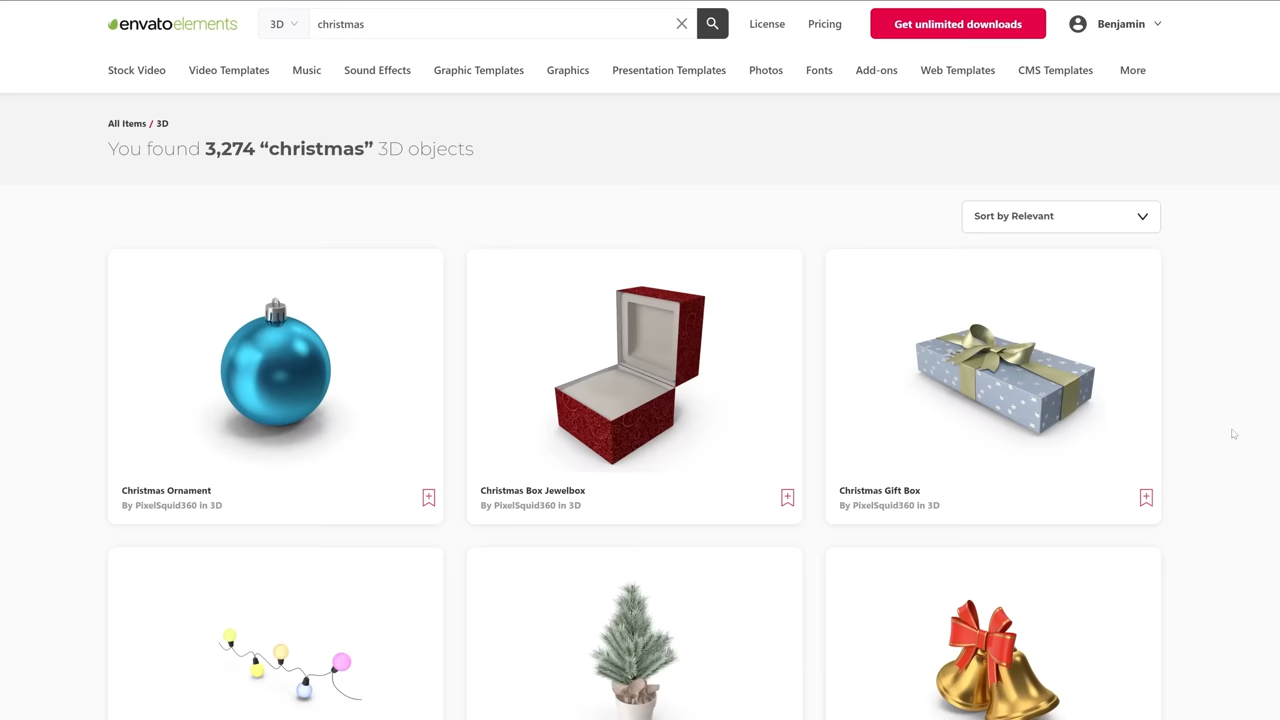 envatoelements
3D
christmas
License
Pricing
Get unlimited downloads
Benjamin
Stock Video
Video Templates
Music
Sound Effects
Graphic Templates
Graphics
Presentation Templates
Photos
Fonts
Add-ons
Web Templates
CMS Templates
More
All Items / 3D
You found 3,274 “christmas” 3D objects
Sort by Relevant
Christmas Ornament
By PixelSquid360 in 3D
Christmas Box Jewelbox
By PixelSquid360 in 3D
Christmas Gift Box
By PixelSquid360 in 3D